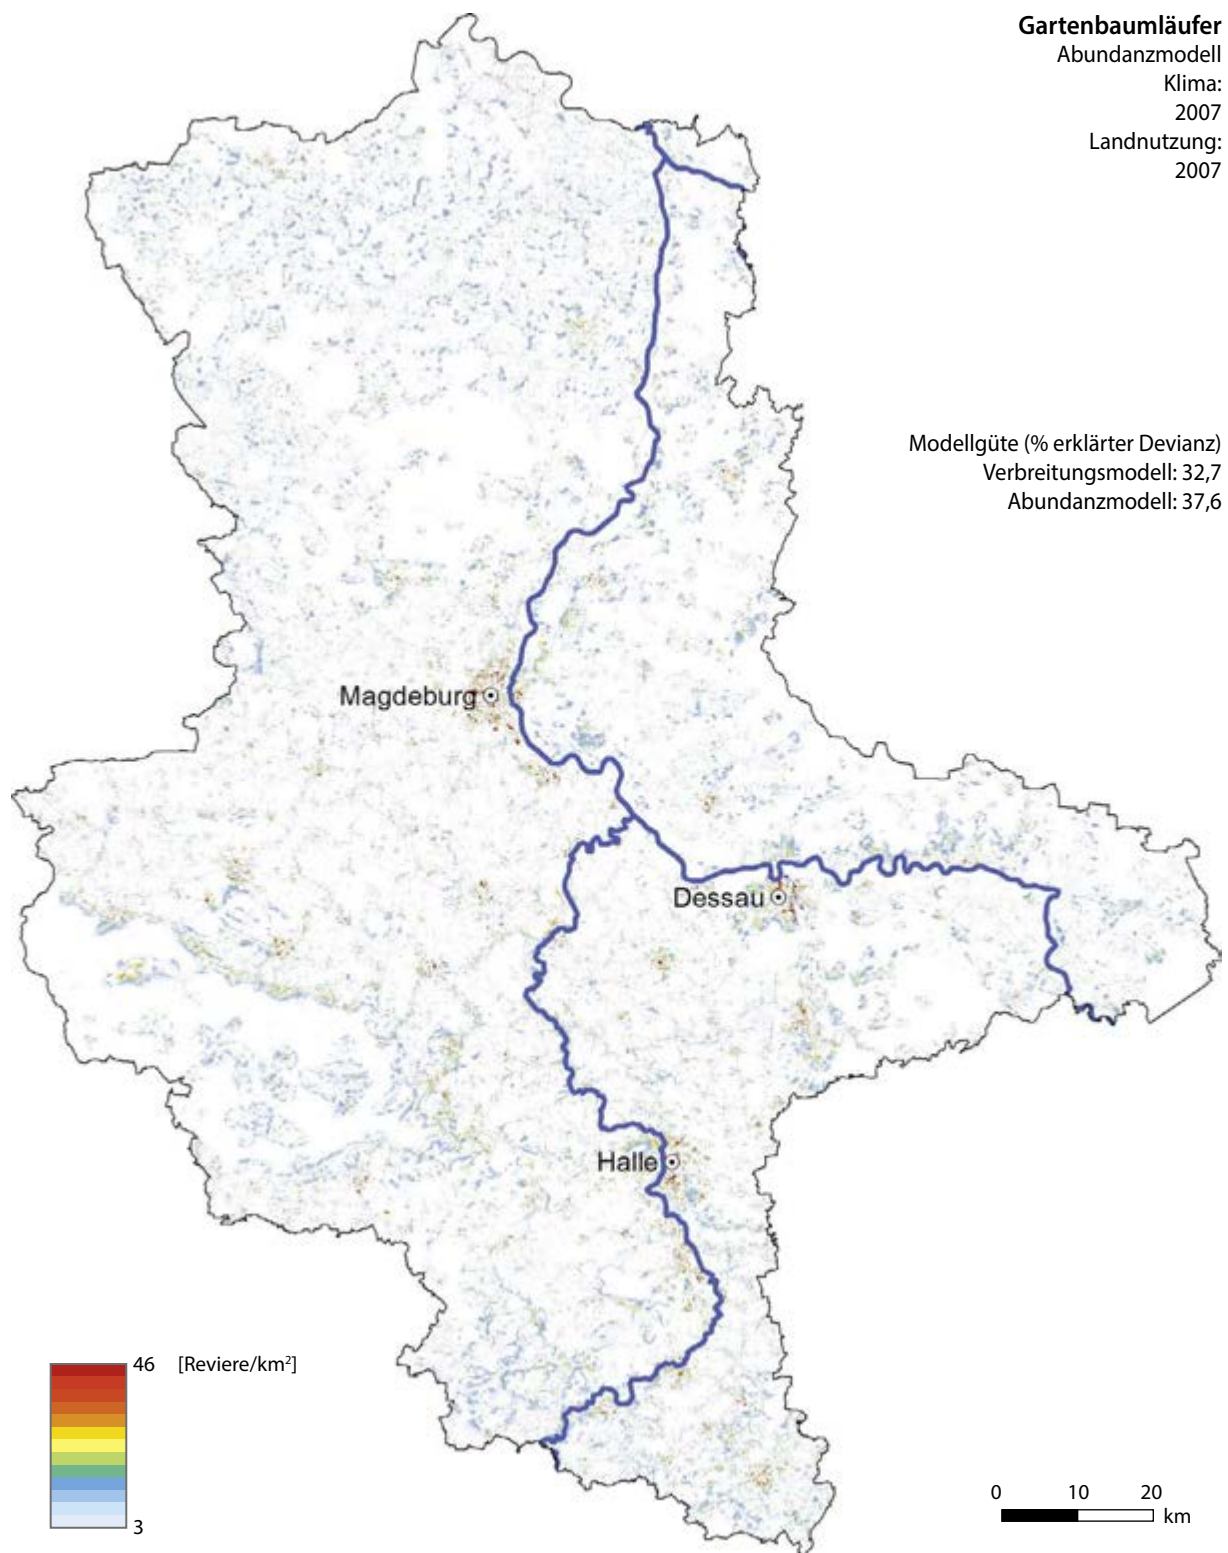 Gartenbaumläufer
Abundanzmodell
Klima:
2007
Landnutzung:
2007
Modellgüte (% erklärter Devianz)
Verbreitungsmodell: 32,7
Abundanzmodell: 37,6
Magdeburg
Dessau
Halle
46 [Reviere/km²]
3
0 10 20
km